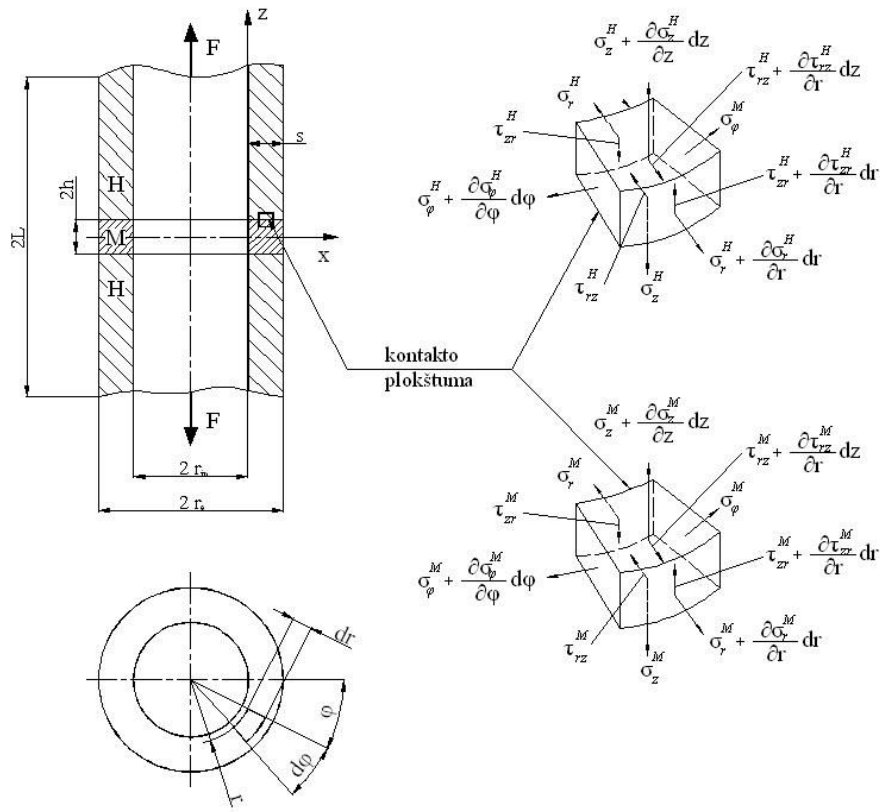 z
F
s
H
2h
M
x
2L
H
F
2 rᵥₙ
2 rᵥ
kontakto
plokštuma
σ_z^H + ∂σ_z^H/∂z dz
τ_rz^H + ∂τ_rz^H/∂r dz
σ_r^H
τ_zr^H
σ_φ^M
σ_φ^H + ∂σ_φ^H/∂φ dφ
τ_zr^H + ∂τ_zr^H/∂r dr
σ_r^H + ∂σ_r^H/∂r dr
τ_rz^H
σ_z^H
σ_z^M + ∂σ_z^M/∂z dz
τ_rz^M + ∂τ_rz^M/∂r dz
σ_r^M
τ_zr^M
σ_φ^M
σ_φ^M + ∂σ_φ^M/∂φ dφ
τ_zr^M + ∂τ_zr^M/∂r dr
σ_r^M + ∂σ_r^M/∂r dr
τ_rz^M
σ_z^M
dr
φ
dφ
r